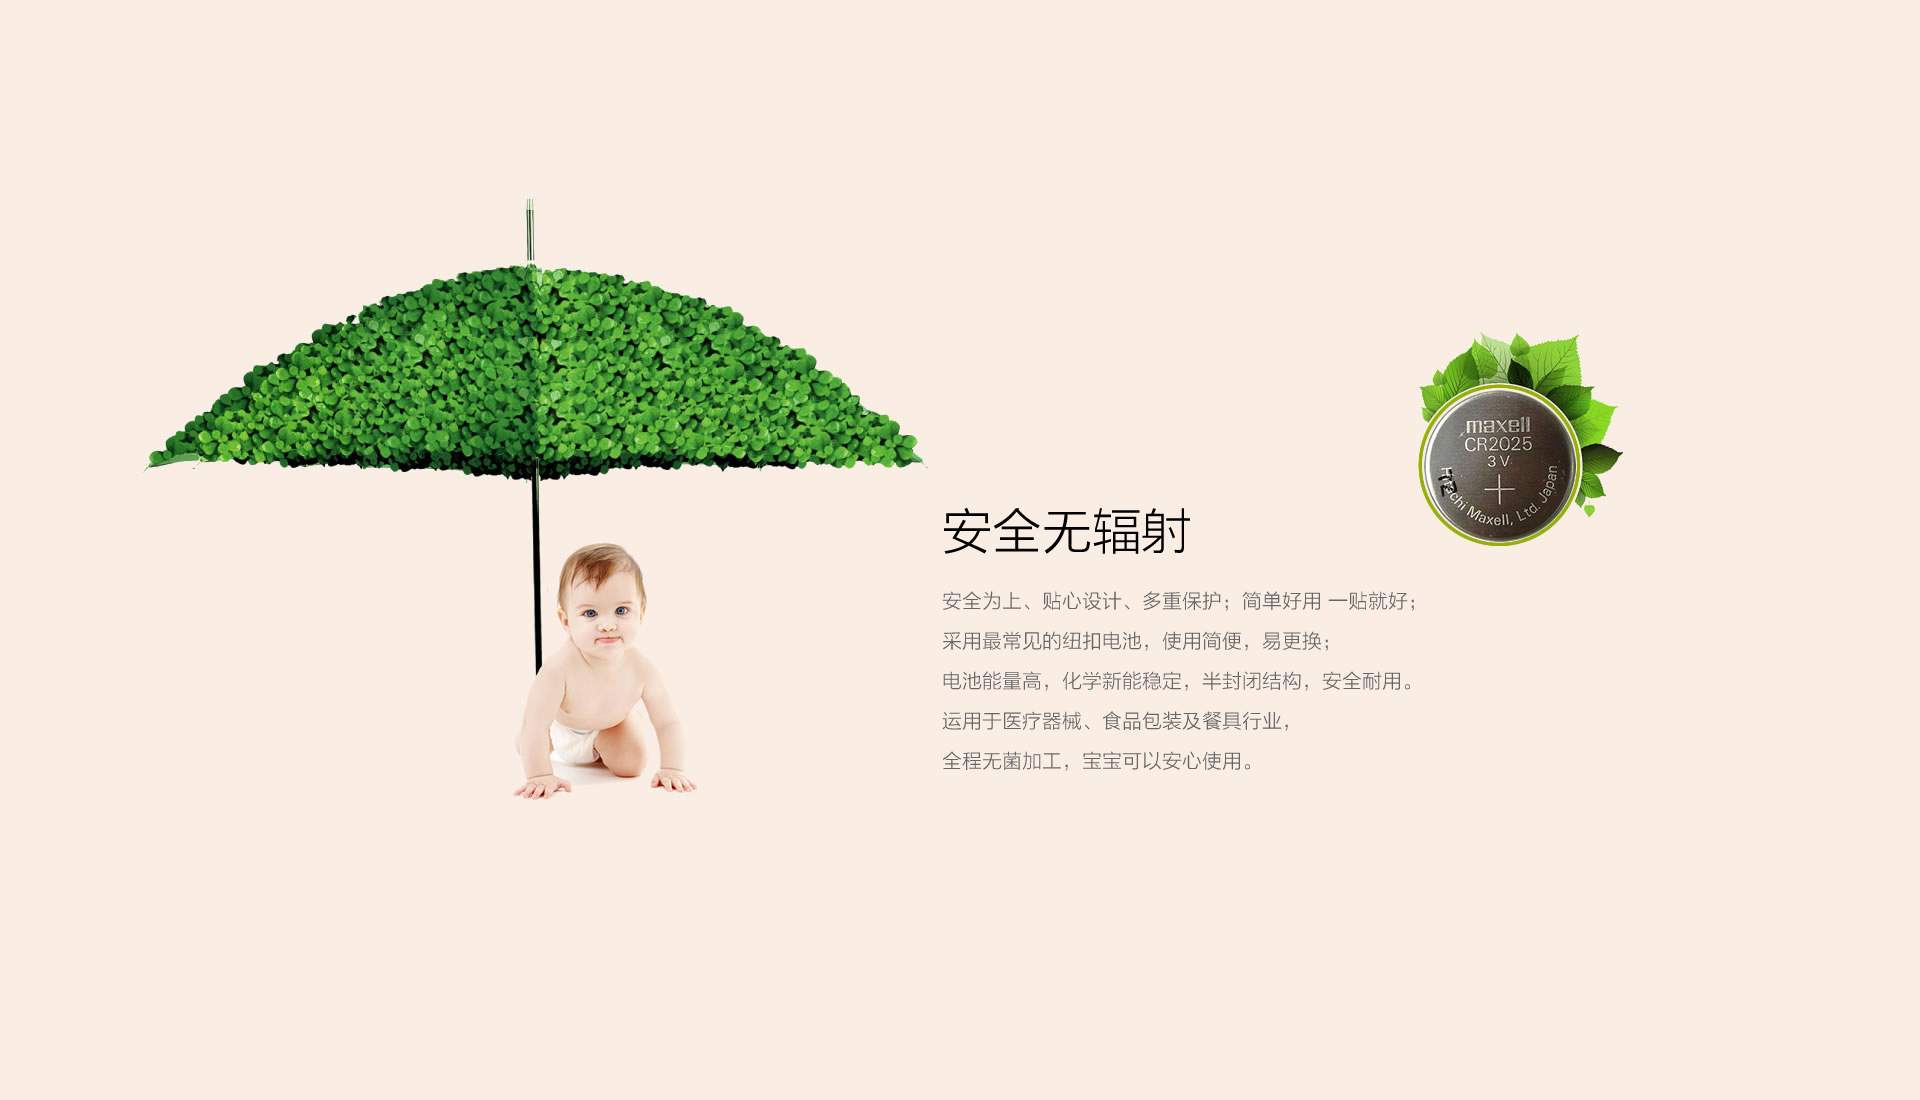 安全无辐射
安全为上、贴心设计、多重保护；简单好用 一贴就好；
采用最常见的纽扣电池，使用简便，易更换；
电池能量高，化学新能稳定，半封闭结构，安全耐用。
运用于医疗器械、食品包装及餐具行业，
全程无菌加工，宝宝可以安心使用。
maxell
CR2025
3 V
+
Hitachi Maxell, Ltd. Japan